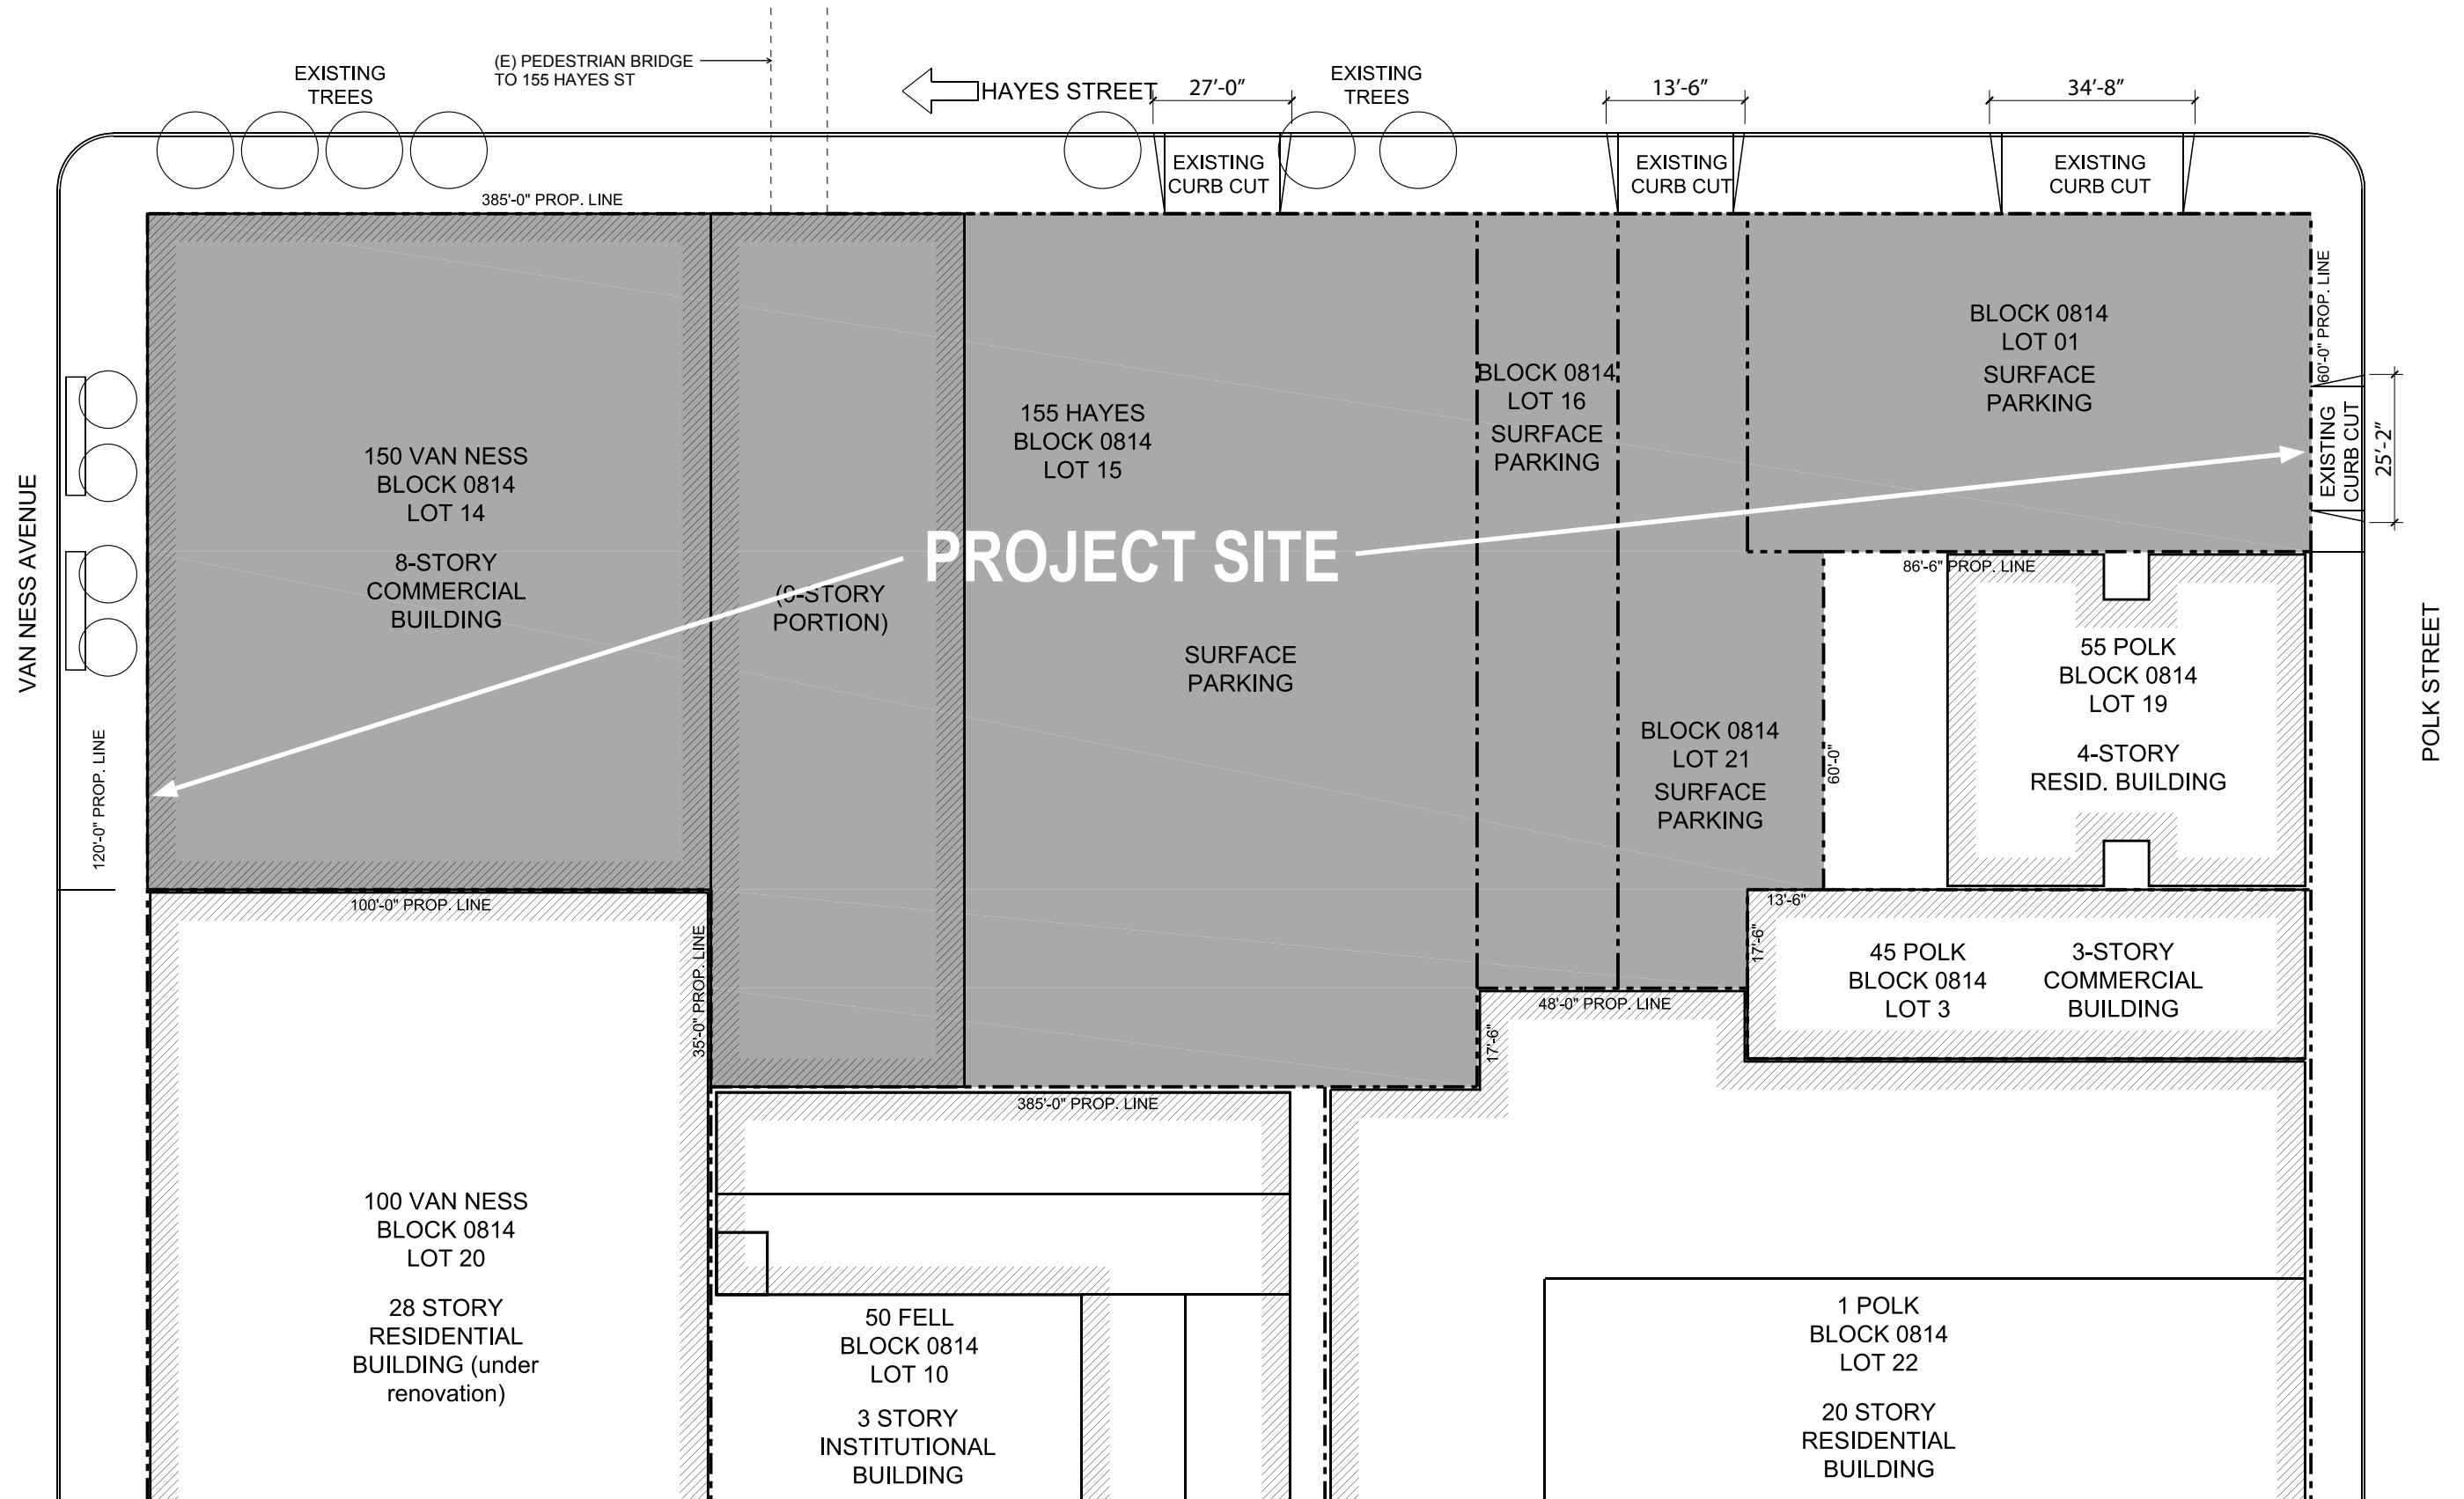 EXISTING
TREES
(E) PEDESTRIAN BRIDGE
TO 155 HAYES ST
HAYES STREET
27'-0"
EXISTING
TREES
13'-6"
34'-8"
EXISTING
CURB CUT
EXISTING
CURB CUT
EXISTING
CURB CUT
385'-0" PROP. LINE
60'-0" PROP. LINE
BLOCK 0814
LOT 01
SURFACE
PARKING
BLOCK 0814
LOT 16
SURFACE
PARKING
155 HAYES
BLOCK 0814
LOT 15
EXISTING
CURB CUT
25'-2"
150 VAN NESS
BLOCK 0814
LOT 14
8-STORY
COMMERCIAL
BUILDING
VAN NESS AVENUE
PROJECT SITE
(9-STORY
PORTION)
86'-6" PROP. LINE
SURFACE
PARKING
55 POLK
BLOCK 0814
LOT 19
4-STORY
RESID. BUILDING
POLK STREET
BLOCK 0814
LOT 21
SURFACE
PARKING
60'-0"
120'-0" PROP. LINE
100'-0" PROP. LINE
13'-6"
35'-0" PROP. LINE
17'-6"
45 POLK
BLOCK 0814
LOT 3
3-STORY
COMMERCIAL
BUILDING
48'-0" PROP. LINE
17'-6"
385'-0" PROP. LINE
100 VAN NESS
BLOCK 0814
LOT 20
28 STORY
RESIDENTIAL
BUILDING (under
renovation)
50 FELL
BLOCK 0814
LOT 10
3 STORY
INSTITUTIONAL
BUILDING
1 POLK
BLOCK 0814
LOT 22
20 STORY
RESIDENTIAL
BUILDING